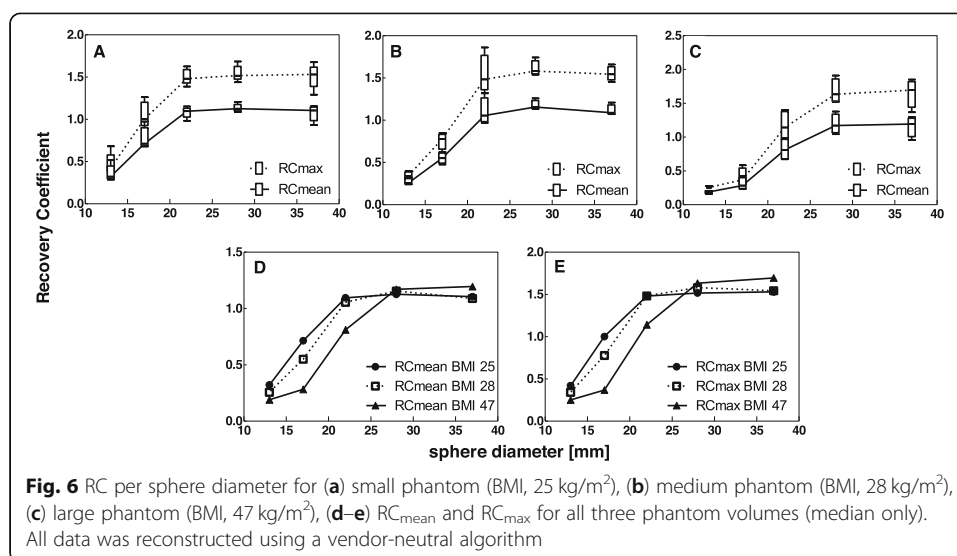 A
B
C
2.0
1.5
1.0
0.5
0.0
10 15 20 25 30 35 40
RCmax
RCmean
2.0
1.5
1.0
0.5
0.0
10 15 20 25 30 35 40
RCmax
RCmean
2.5
2.0
1.5
1.0
0.5
0.0
10 15 20 25 30 35 40
RCmax
RCmean
Recovery Coefficient
D
1.5
1.0
0.5
0.0
10 15 20 25 30 35 40
RCmean BMI 25
RCmean BMI 28
RCmean BMI 47
E
2.0
1.5
1.0
0.5
0.0
10 15 20 25 30 35 40
RCmax BMI 25
RCmax BMI 28
RCmax BMI 47
sphere diameter [mm]
Fig. 6 RC per sphere diameter for (a) small phantom (BMI, 25 kg/m²), (b) medium phantom (BMI, 28 kg/m²),
(c) large phantom (BMI, 47 kg/m²), (d–e) RCmean and RCmax for all three phantom volumes (median only).
All data was reconstructed using a vendor-neutral algorithm